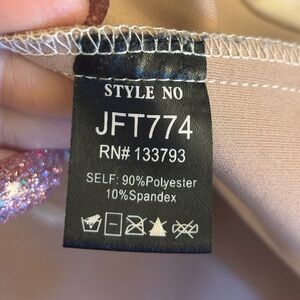 STYLE NO
JFT774
RN# 133793
SELF: 90%Polyester
10%Spandex